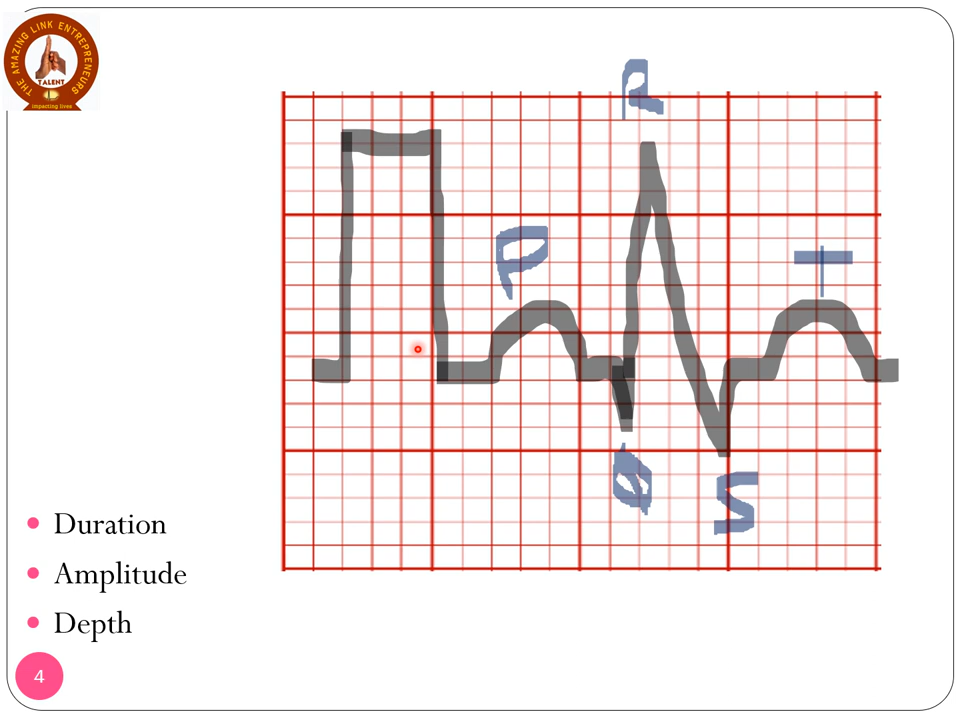 THE AMAZING LINK ENTREPRENEURS
TALENT
impacting lives
R
P
T
Q
S
Duration
Amplitude
Depth
4